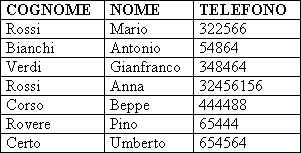 COGNOME NOME TELEFONO
Rossi Mario 322566
Bianchi Antonio 54864
Verdi Gianfranco 348464
Rossi Anna 32456156
Corso Beppe 444488
Rovere Pino 65444
Certo Umberto 654564